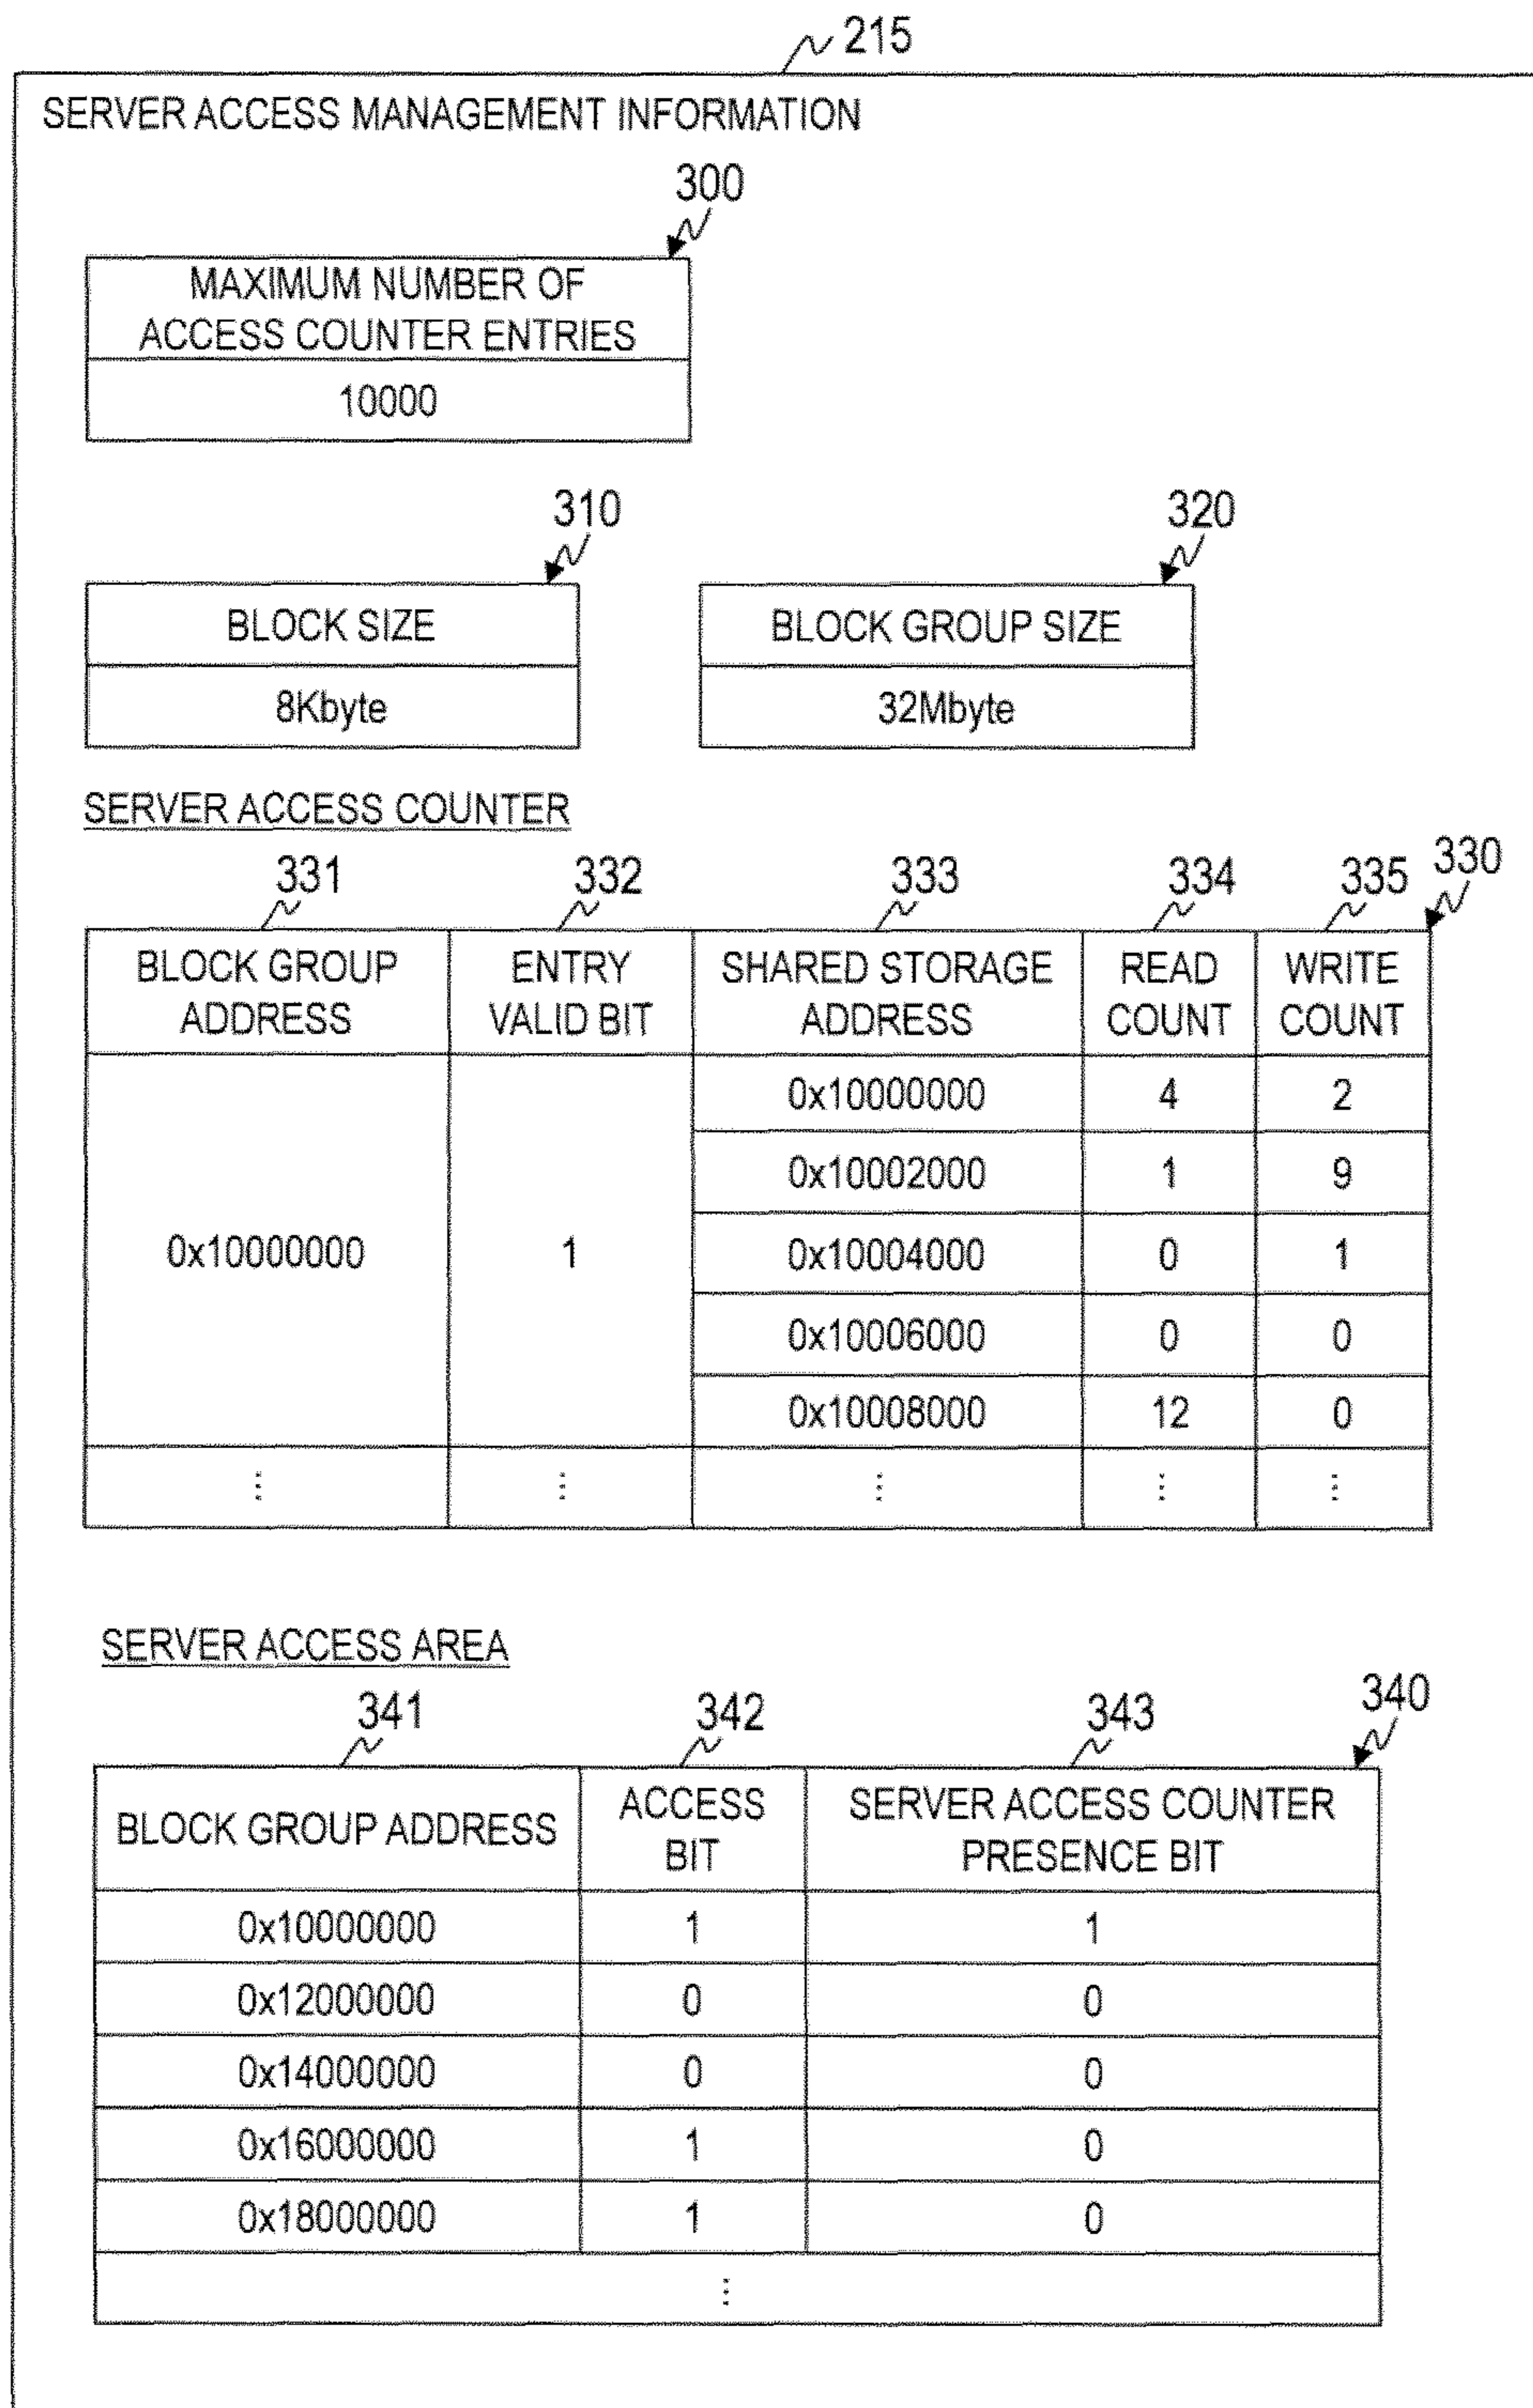 215
SERVER ACCESS MANAGEMENT INFORMATION
300
MAXIMUM NUMBER OF
ACCESS COUNTER ENTRIES
10000
310
320
BLOCK SIZE
BLOCK GROUP SIZE
8Kbyte
32Mbyte
SERVER ACCESS COUNTER
331 332 333 334 335 330
BLOCK GROUP ADDRESS
ENTRY VALID BIT
SHARED STORAGE ADDRESS
READ COUNT
WRITE COUNT
0x10000000 1
0x10000000 4 2
0x10002000 1 9
0x10004000 0 1
0x10006000 0 0
0x10008000 12 0
⋮ ⋮ ⋮ ⋮ ⋮
SERVER ACCESS AREA
341 342 343 340
BLOCK GROUP ADDRESS
ACCESS BIT
SERVER ACCESS COUNTER PRESENCE BIT
0x10000000 1 1
0x12000000 0 0
0x14000000 0 0
0x16000000 1 0
0x18000000 1 0
⋮